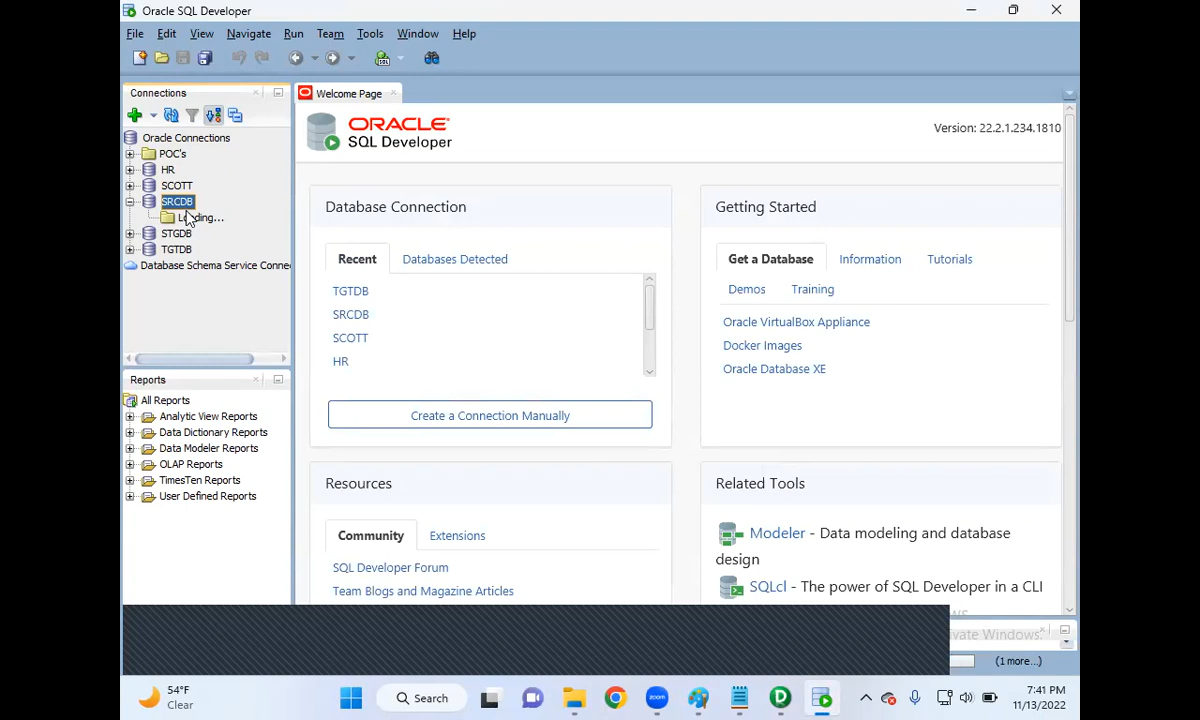 Oracle SQL Developer
File Edit View Navigate Run Team Tools Window Help
Connections
Oracle Connections
POC's
HR
SCOTT
SRCDB
STGDB
TGTDB
Database Schema Service Conne
Reports
All Reports
Analytic View Reports
Data Dictionary Reports
Data Modeler Reports
OLAP Reports
TimesTen Reports
User Defined Reports
Welcome Page
ORACLE
SQL Developer
Version: 22.2.1.234.1810
Database Connection
Recent Databases Detected
TGTDB
SRCDB
SCOTT
HR
Create a Connection Manually
Getting Started
Get a Database Information Tutorials
Demos Training
Oracle VirtualBox Appliance
Docker Images
Oracle Database XE
Resources
Community Extensions
SQL Developer Forum
Team Blogs and Magazine Articles
Related Tools
Modeler - Data modeling and database
design
SQLcl - The power of SQL Developer in a CLI
Windows.
(1 more...)
54°F
Clear
Search
zoom
7:41 PM
11/13/2022